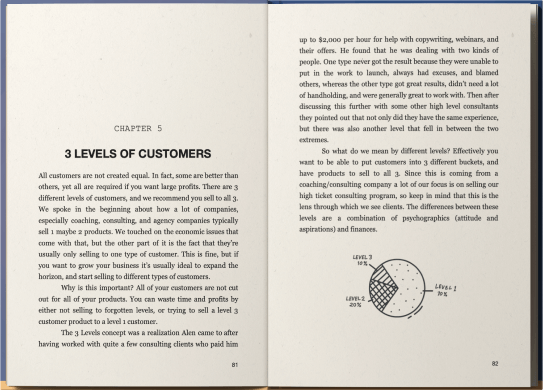 CHAPTER 5
3 LEVELS OF CUSTOMERS
All customers are not created equal. In fact, some are better than
others, yet all are required if you want large profits. There are 3
different levels of customers, and we recommend you sell to all 3.
We spoke in the beginning about how a lot of companies,
especially coaching, consulting, and agency companies typically
sell 1 maybe 2 products. We touched on the economic issues that
come with that, but the other part of it is the fact that they're
usually only selling to one type of customer. This is fine, but if
you want to grow your business it's usually ideal to expand the
horizon, and start selling to different types of customers.
Why is this important? All of your customers are not cut
out for all of your products. You can waste time and profits by
either not selling to forgotten levels, or trying to sell a level 3
customer product to a level 1 customer.
The 3 Levels concept was a realization Alen came to after
having worked with quite a few consulting clients who paid him
81
up to $2,000 per hour for help with copywriting, webinars, and
their offers. He found that he was dealing with two kinds of
people. One type never got the result because they were unable to
put in the work to launch, always had excuses, and blamed
others, whereas the other type got great results, didn't need a lot
of handholding, and were generally great to work with. Then after
discussing this further with some other high level consultants
they pointed out that not only did they have the same experience,
but there was also another level that fell in between the two
extremes.
So what do we mean by different levels? Effectively you
want to be able to put customers into 3 different buckets, and
have products to sell to all 3. Since this is coming from a
coaching/consulting company a lot of our focus is on selling our
high ticket consulting program, so keep in mind that this is the
lens through which we see clients. The differences between these
levels are a combination of psychographics (attitude and
aspirations) and finances.
LEVEL 3
10%
LEVEL 1
70%
LEVEL 2
20%
82